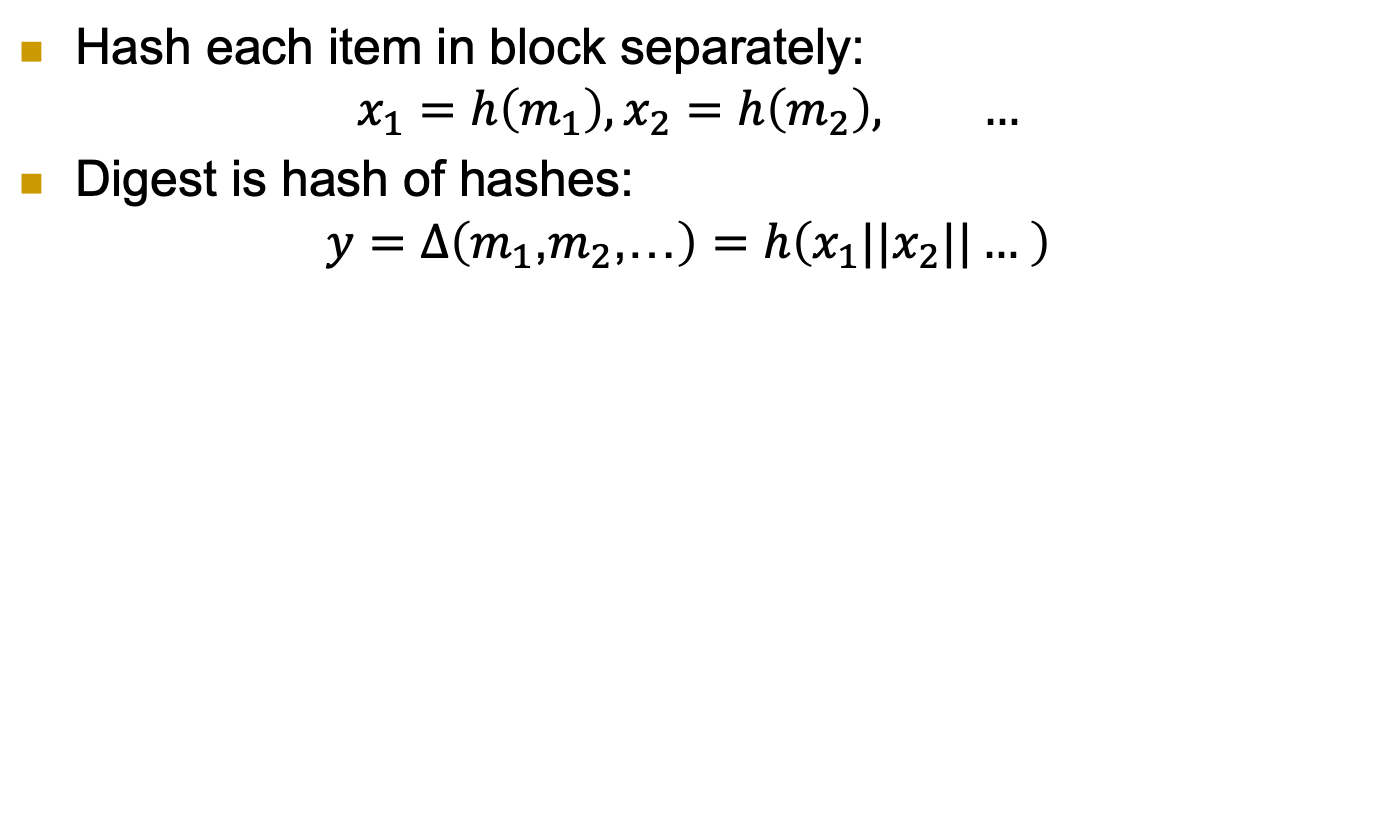 ▪ Hash each item in block separately:
x₁ = h(m₁), x₂ = h(m₂), ...
▪ Digest is hash of hashes:
y = Δ(m₁,m₂,...) = h(x₁||x₂|| ... )